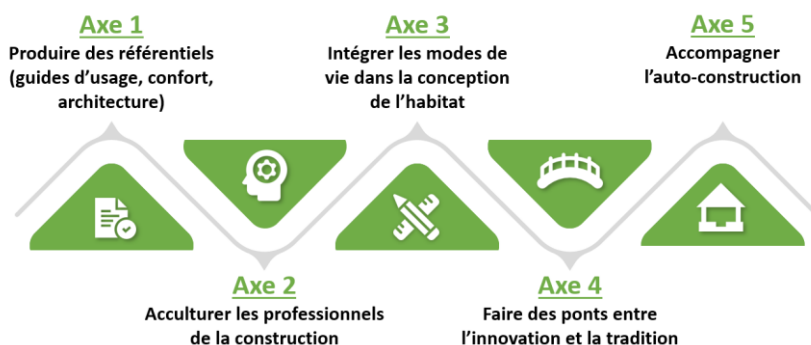 Axe 1
Produire des référentiels
(guides d'usage, confort,
architecture)
Axe 2
Acculturer les professionnels
de la construction
Axe 3
Intégrer les modes de
vie dans la conception
de l'habitat
Axe 4
Faire des ponts entre
l'innovation et la tradition
Axe 5
Accompagner
l'auto-construction